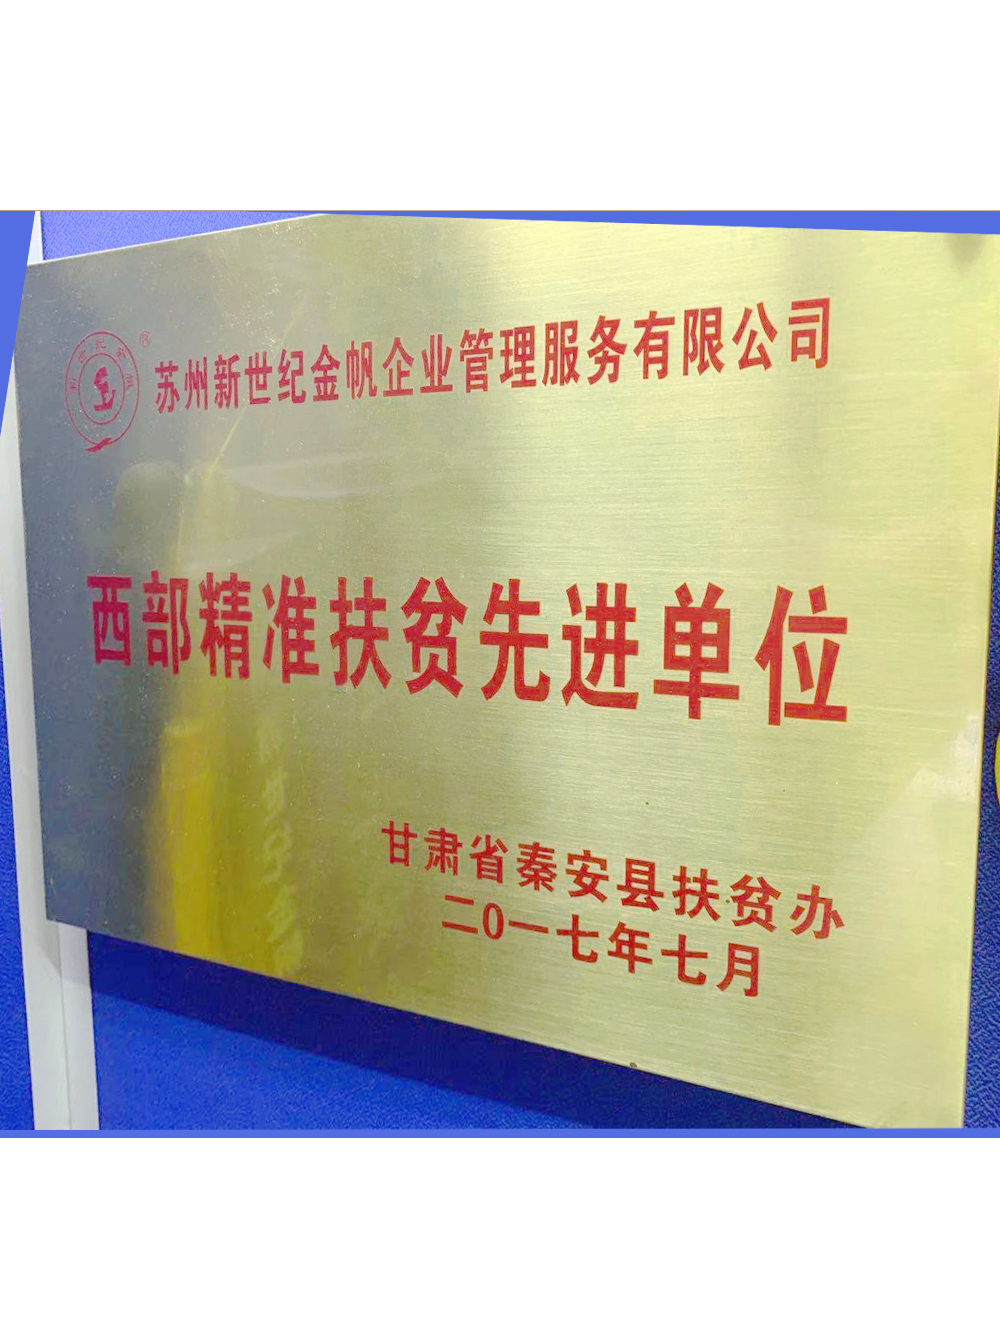 苏州新世纪金帆企业管理服务有限公司
西部精准扶贫先进单位
甘肃省秦安县扶贫办
二〇一七年七月